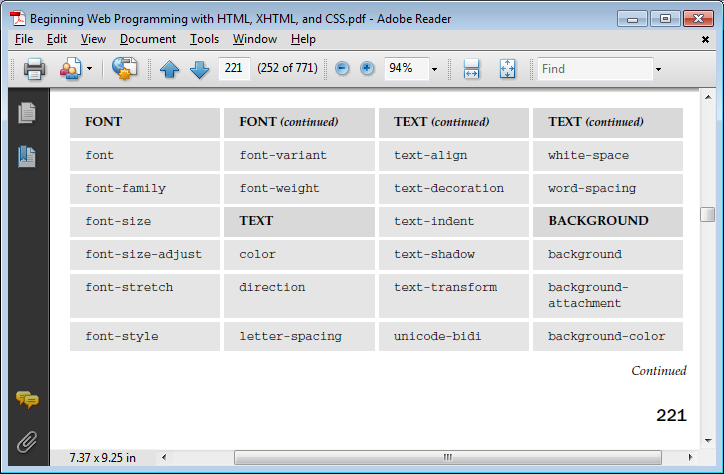 Beginning Web Programming with HTML, XHTML, and CSS.pdf - Adobe Reader
File Edit View Document Tools Window Help
221 (252 of 771) 94% Find
FONT FONT (continued) TEXT (continued) TEXT (continued)
font font-variant text-align white-space
font-family font-weight text-decoration word-spacing
font-size TEXT text-indent BACKGROUND
font-size-adjust color text-shadow background
font-stretch direction text-transform background-
attachment
font-style letter-spacing unicode-bidi background-color
Continued
221
7.37 x 9.25 in